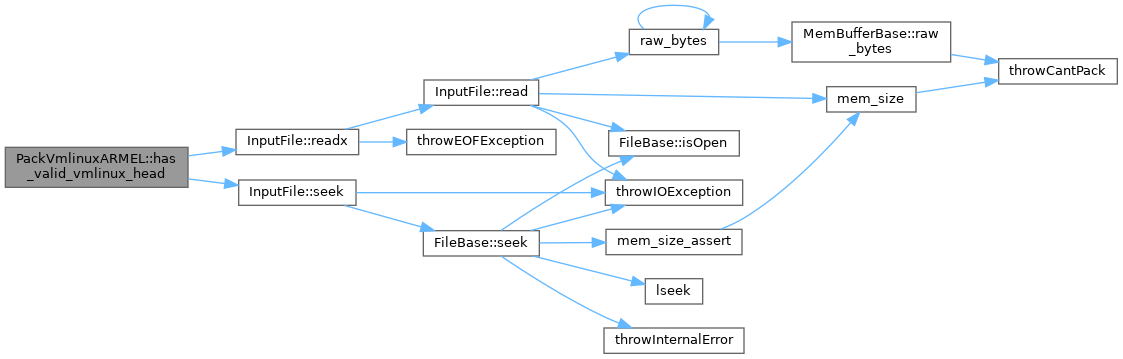 PackVmlinuxARMEL::has
_valid_vmlinux_head
InputFile::readx
InputFile::seek
InputFile::read
throwEOFException
FileBase::seek
raw_bytes
FileBase::isOpen
throwIOException
mem_size_assert
lseek
throwInternalError
MemBufferBase::raw
_bytes
mem_size
throwCantPack